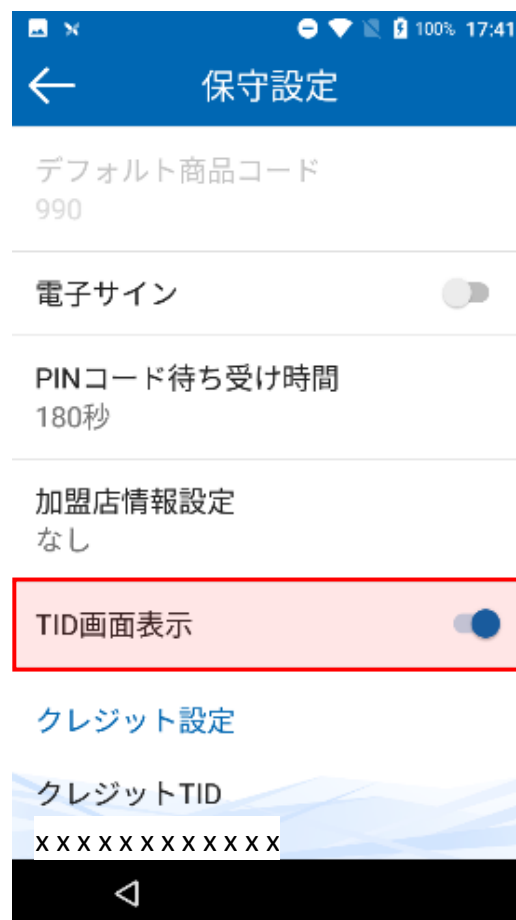 100% 17:41
保守設定
デフォルト商品コード
990
電子サイン
PINコード待ち受け時間
180秒
加盟店情報設定
なし
TID画面表示
クレジット設定
クレジットTID
x x x x x x x x x x x x